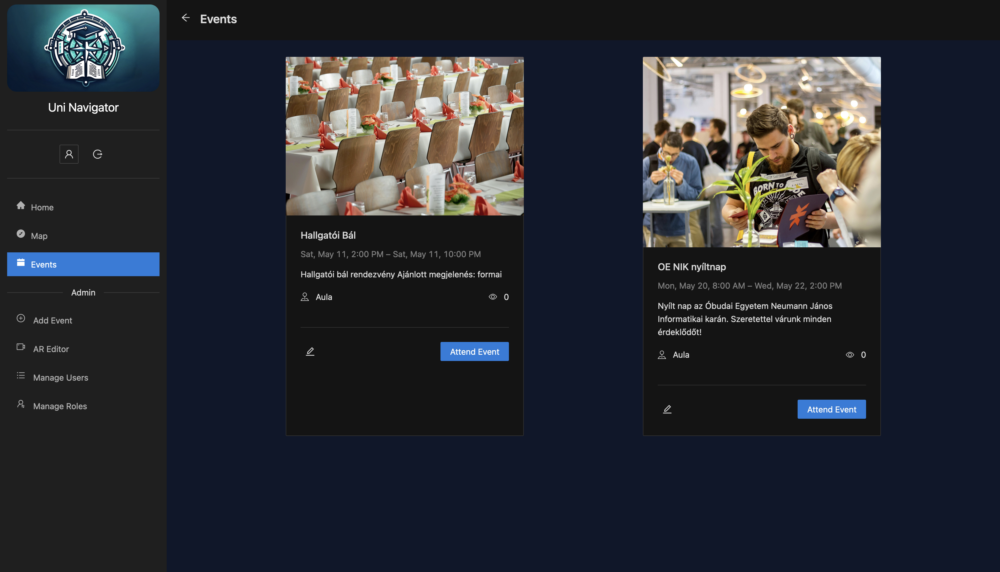 Uni Navigator
Home
Map
Events
Admin
Add Event
AR Editor
Manage Users
Manage Roles
Events
Hallgatói Bál
Sat, May 11, 2:00 PM – Sat, May 11, 10:00 PM
Hallgatói bál rendezvény Ajánlott megjelenés: formai
Aula
0
Attend Event
CUSTOM SMITHS GARAGE
BORN TO
OE NIK nyíltnap
Mon, May 20, 8:00 AM – Wed, May 22, 2:00 PM
Nyílt nap az Óbudai Egyetem Neumann János
Informatikai karán. Szeretettel várunk minden
érdeklődőt!
Aula
0
Attend Event